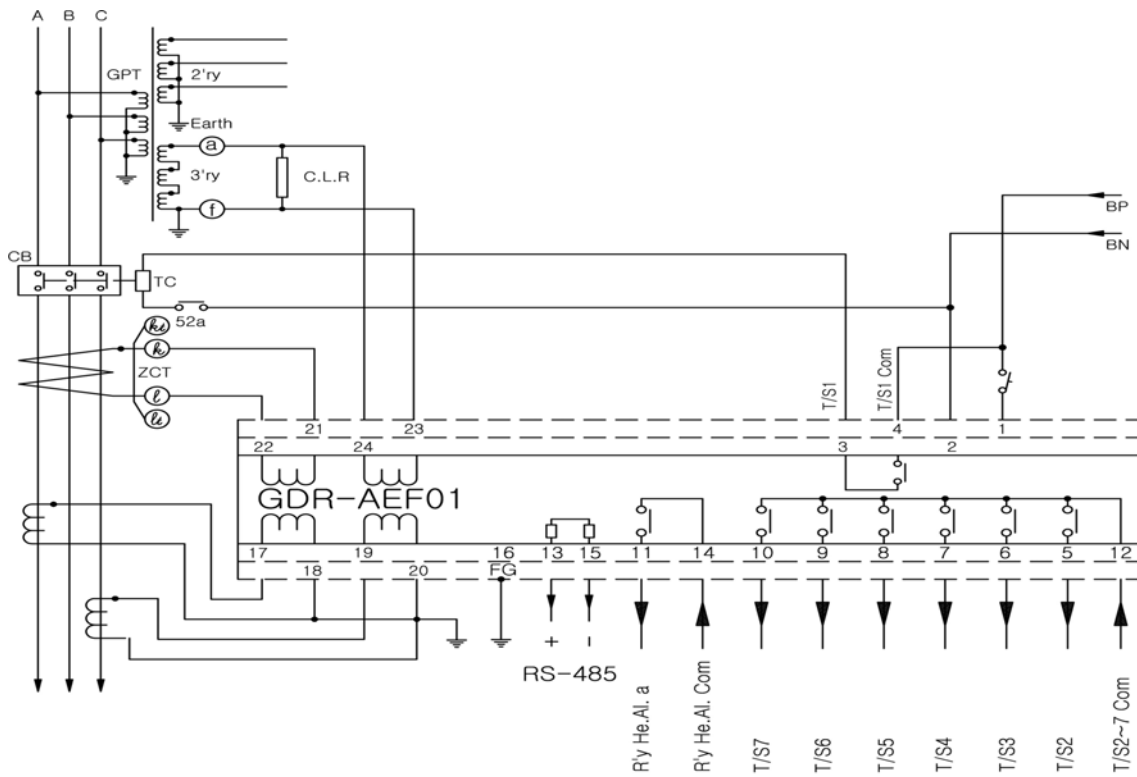 A B C
GPT
2'ry
Earth
a
3'ry
C.L.R
f
BP
BN
CB
TC
52a
kt
k
ZCT
l
lt
T/S1
T/S1 Com
21 23 4 1
22 24 3 2
GDR-AEF01
17 19 16 13 15 11 14 10 9 8 7 6 5 12
18 20 FG
+ -
RS-485
R'y He.Al. a
R'y He.Al. Com
T/S7
T/S6
T/S5
T/S4
T/S3
T/S2
T/S2~7 Com